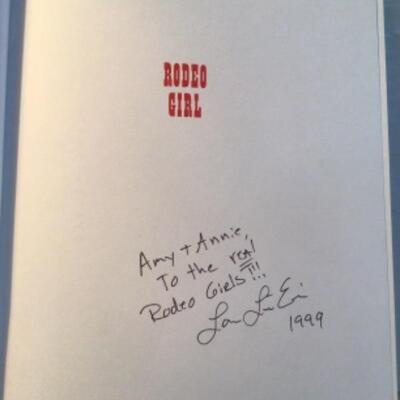 RODEO
GIRL
Amy + Annie,
To the real
Rodeo Girls!!!
1999